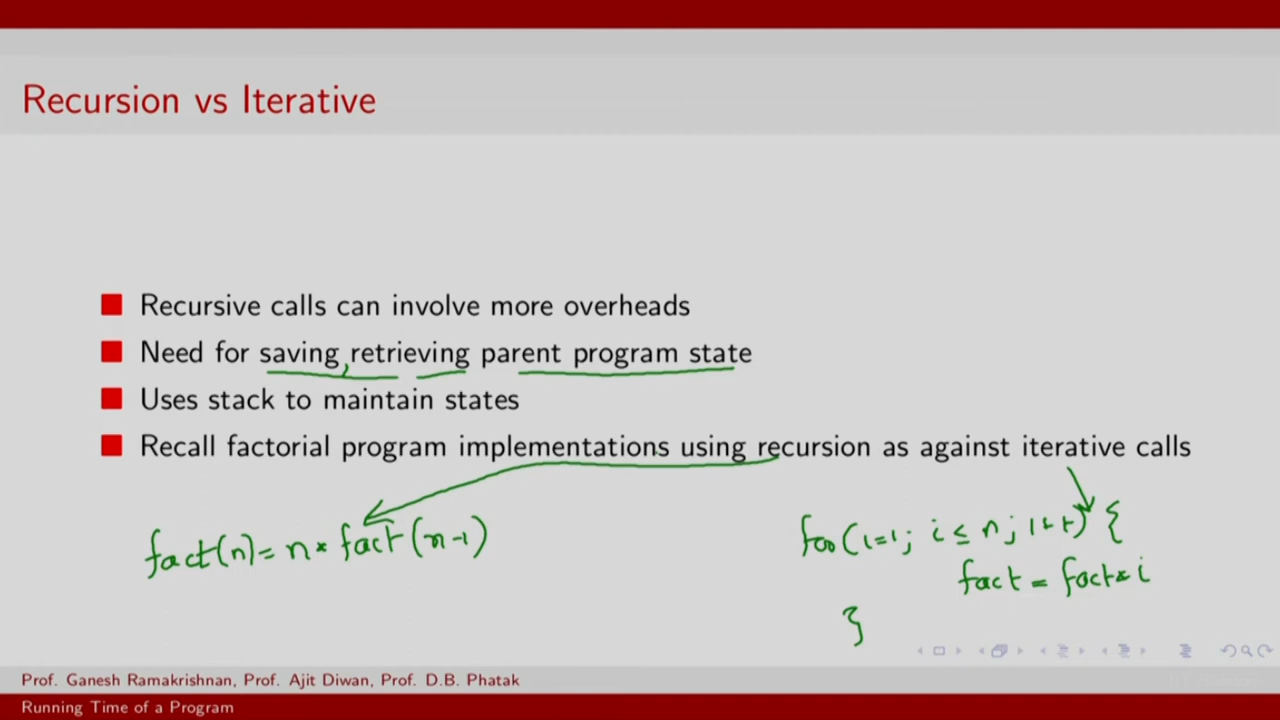 Recursion vs Iterative
Recursive calls can involve more overheads
Need for saving,retrieving parent program state
Uses stack to maintain states
Recall factorial program implementations using recursion as against iterative calls
fact(n)= n * fact(n-1)
for(i=1; i ≤ n; i++) {
fact = fact * i
}
Prof. Ganesh Ramakrishnan, Prof. Ajit Diwan, Prof. D.B. Phatak
Running Time of a Program